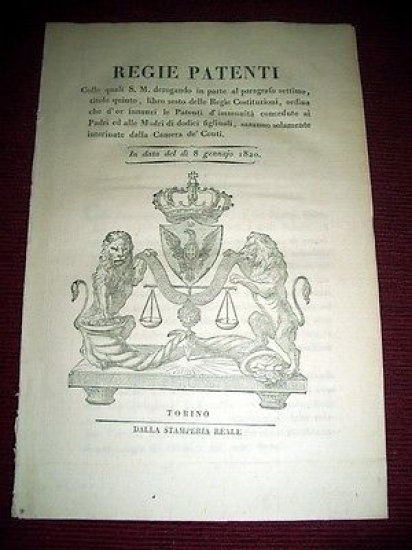 REGIE PATENTI
Colle quali S. M. derogando in parte al paragrafo settimo,
titolo quinto, libro sesto delle Regie Costituzioni, ordina
che d'or innanzi le Patenti d'immunità concedute ai
Padri ed alle Madri di dodici figliuoli, saranno solamente
interinate dalla Camera de' Conti.
In data del dì 8 gennajo 1820.
TORINO
DALLA STAMPERIA REALE